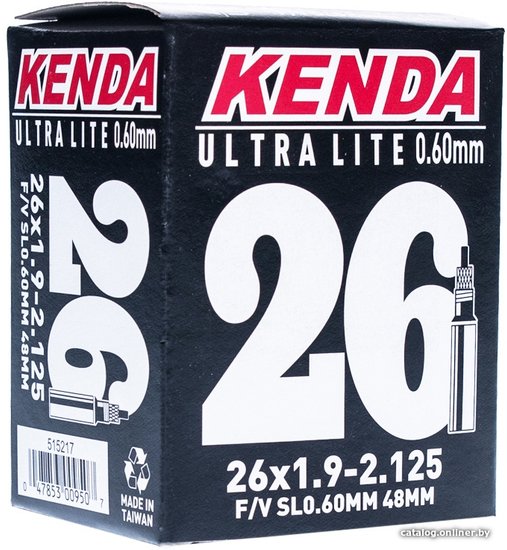 KENDA
ULTRA LITE 0.60mm
26
26x1.9-2.125
F/V SL0.60MM 48MM
515217
0 47853 00950 7
MADE IN
TAIWAN
KENDA
ULTRA LITE 0.60mm
26
26x1.9-2.125
F/V SL0.60MM 48MM
catalog.onliner.by